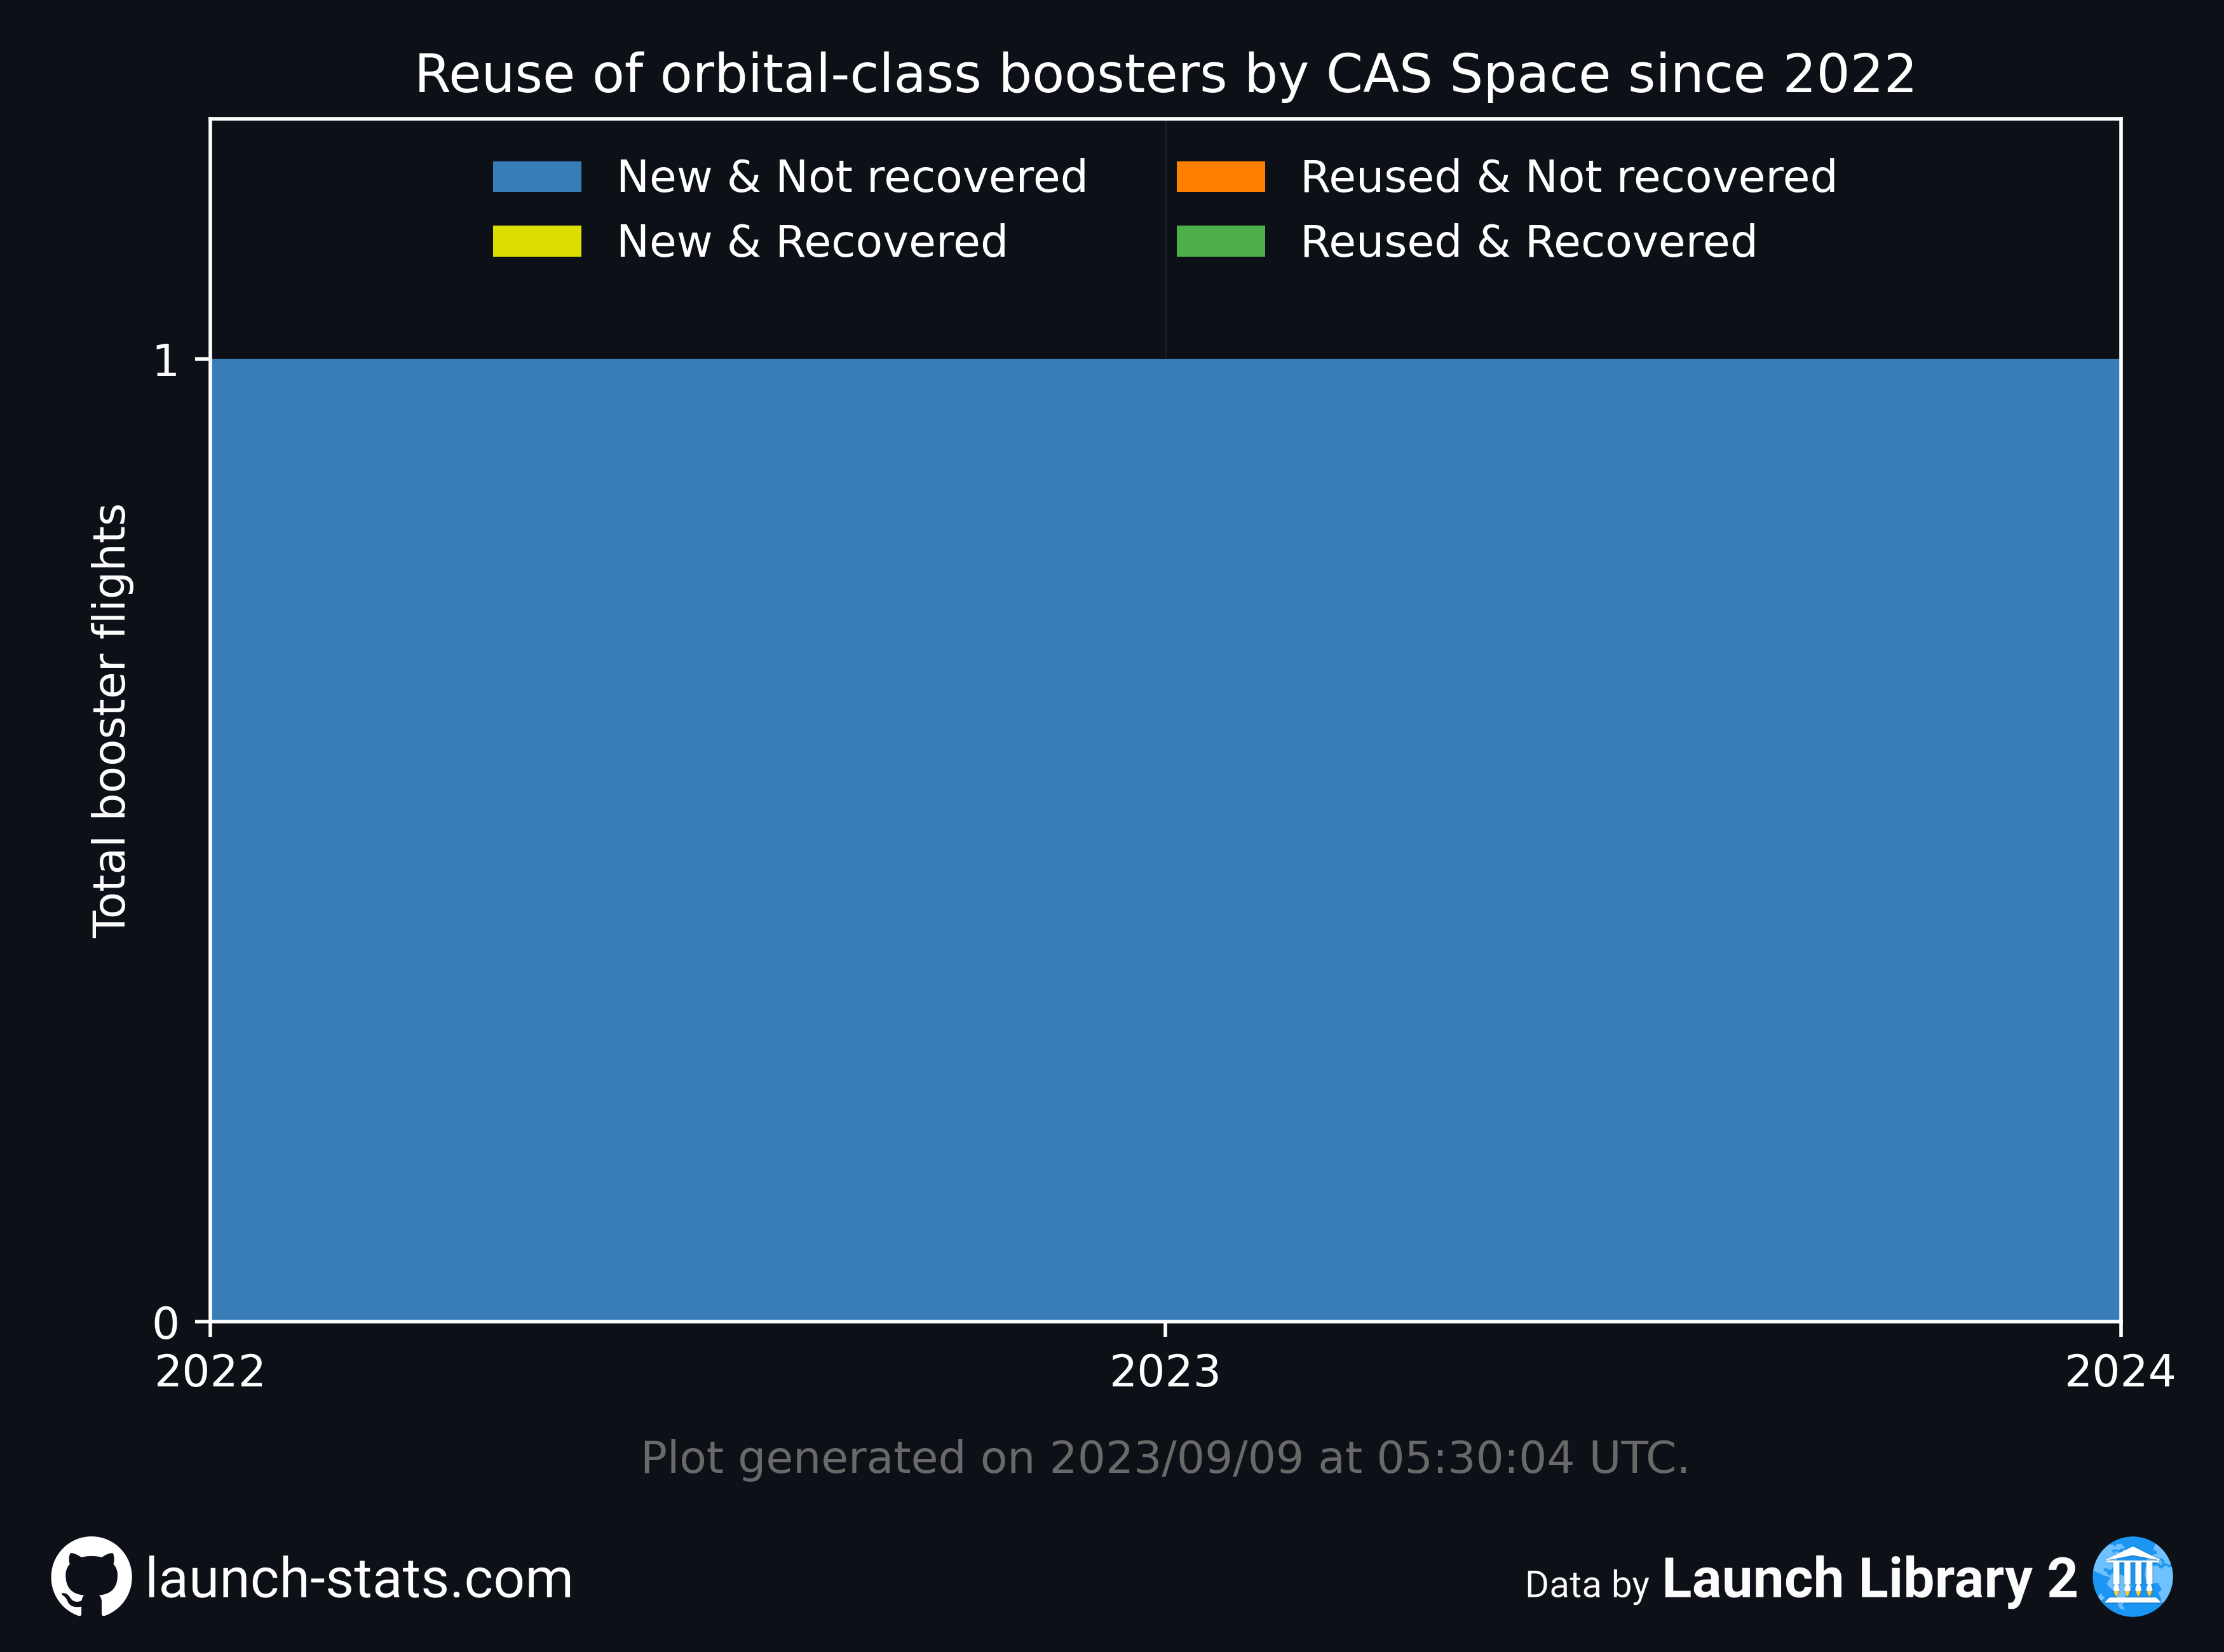 Reuse of orbital-class boosters by CAS Space since 2022
New & Not recovered
New & Recovered
Reused & Not recovered
Reused & Recovered
Total booster flights
1
0
2022
2023
2024
Plot generated on 2023/09/09 at 05:30:04 UTC.
launch-stats.com
Data by Launch Library 2